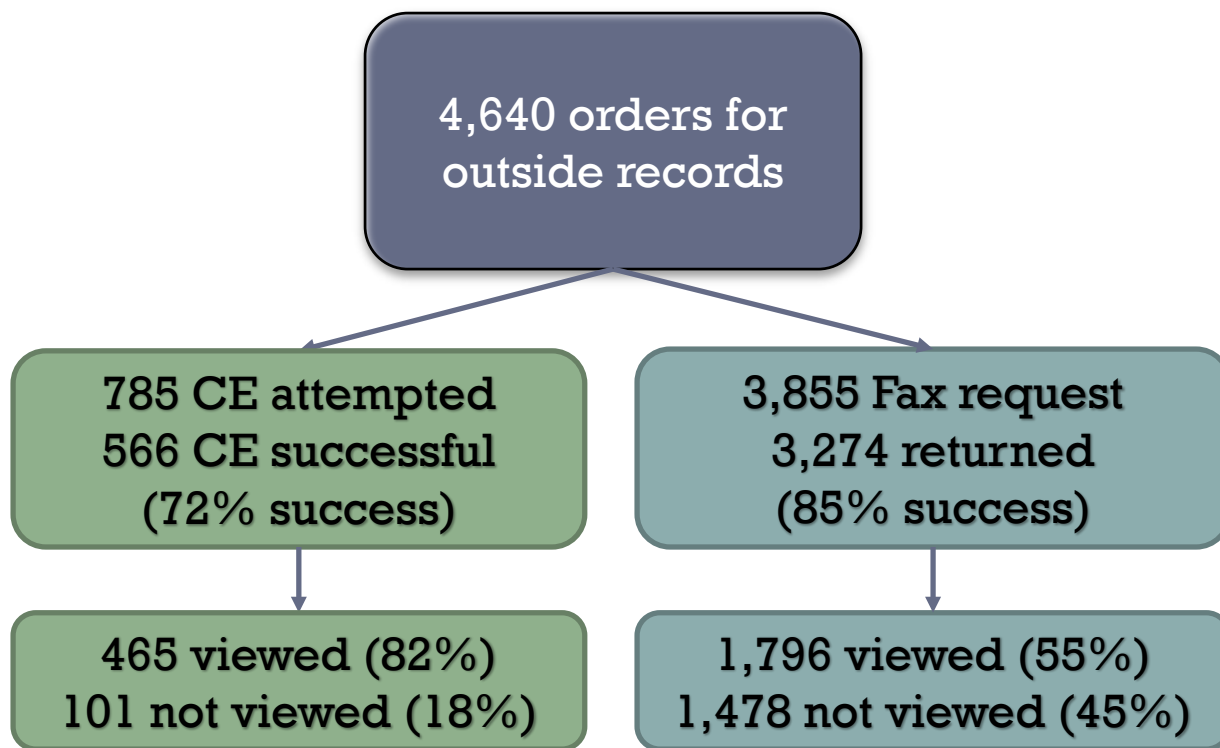 4,640 orders for
outside records
785 CE attempted
566 CE successful
(72% success)
3,855 Fax request
3,274 returned
(85% success)
465 viewed (82%)
101 not viewed (18%)
1,796 viewed (55%)
1,478 not viewed (45%)